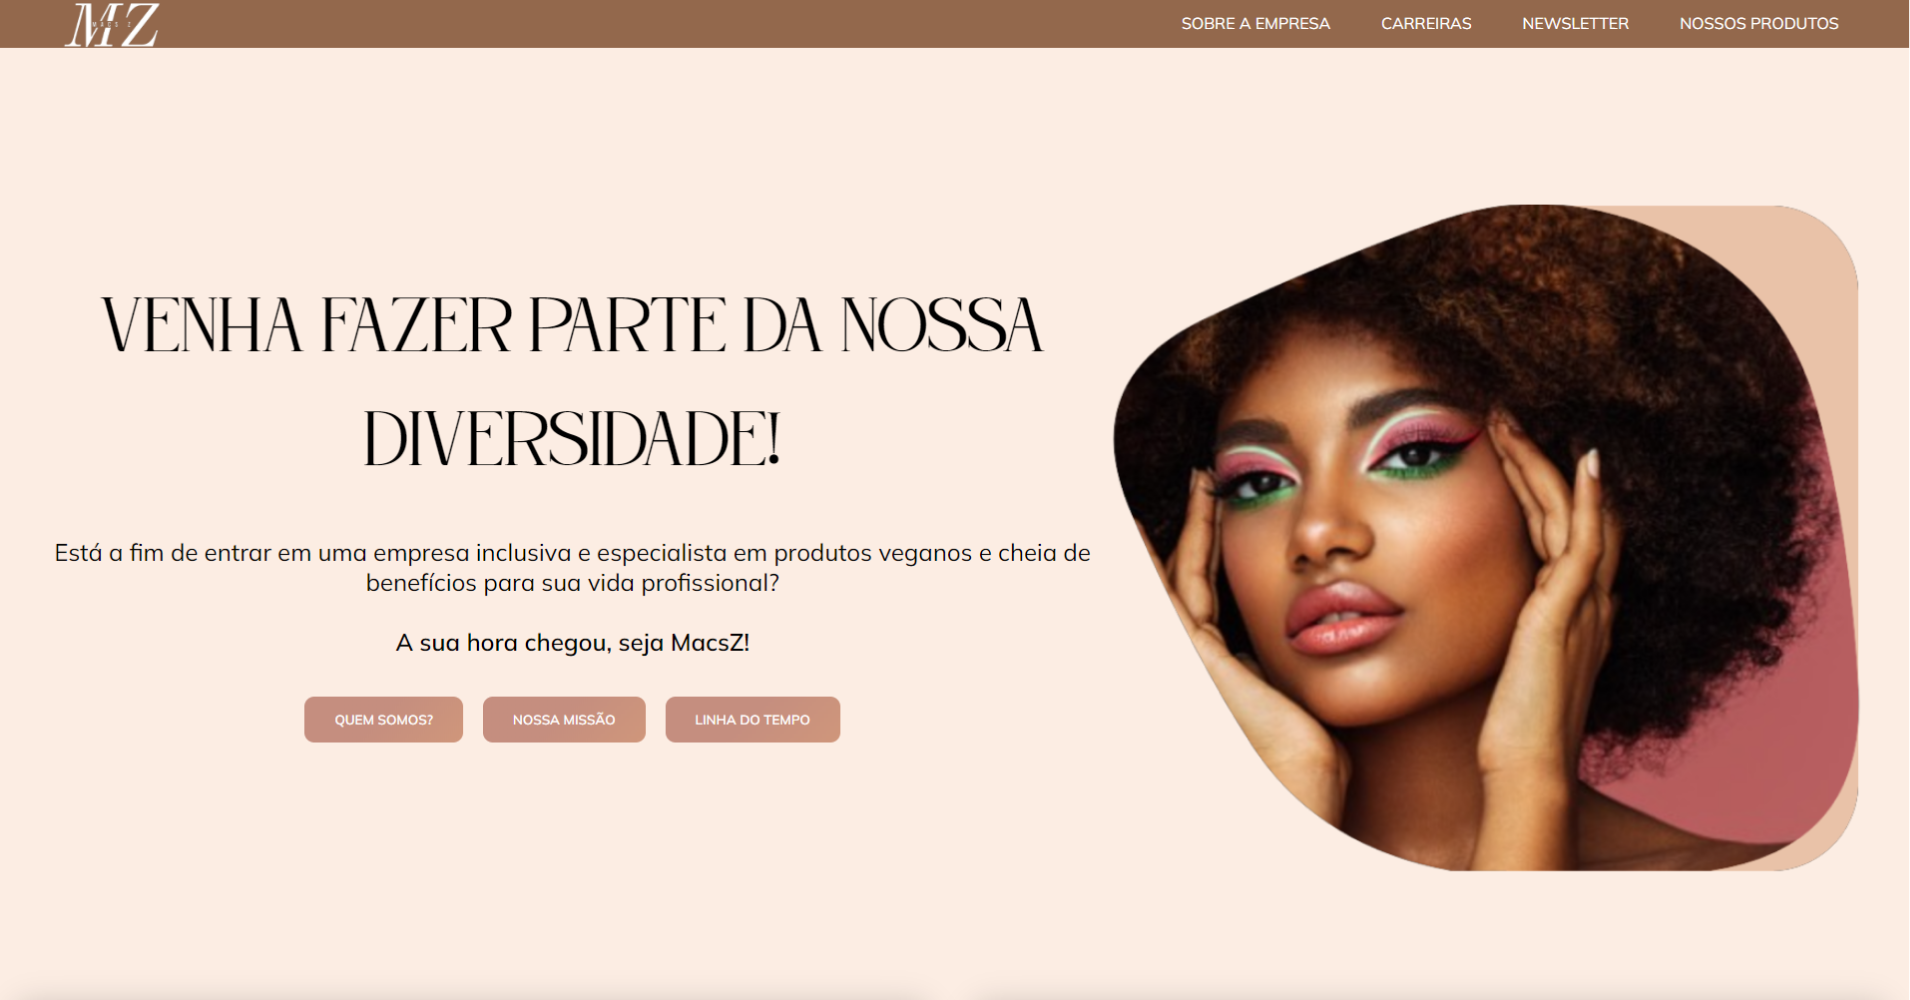 MZ
MACS Z
SOBRE A EMPRESA
CARREIRAS
NEWSLETTER
NOSSOS PRODUTOS
VENHA FAZER PARTE DA NOSSA
DIVERSIDADE!
Está a fim de entrar em uma empresa inclusiva e especialista em produtos veganos e cheia de
benefícios para sua vida profissional?
A sua hora chegou, seja MacsZ!
QUEM SOMOS?
NOSSA MISSÃO
LINHA DO TEMPO